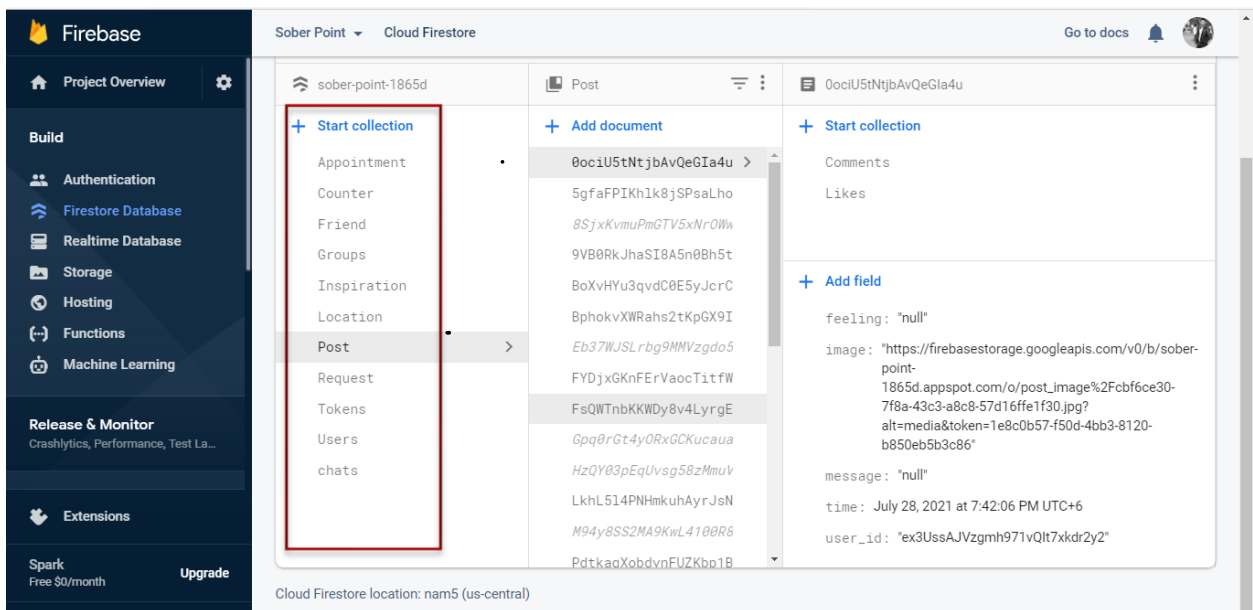 Firebase
Sober Point
Cloud Firestore
Go to docs
Project Overview
Build
Authentication
Firestore Database
Realtime Database
Storage
Hosting
Functions
Machine Learning
Release & Monitor
Crashlytics, Performance, Test La...
Extensions
Spark
Free $0/month
Upgrade
sober-point-1865d
+ Start collection
Appointment
Counter
Friend
Groups
Inspiration
Location
Post
Request
Tokens
Users
chats
Post
+ Add document
0ociU5tNtjbAvQeGIa4u
5gfaFPIKhlk8jSPsaLho
8SjxKvmuPmGTV5xNrOWw
9VB0RkJhaSI8A5n0Bh5t
BoXvHYu3qvdC0E5yJcrC
BphokvXWRahs2tKpGX9I
Eb37WJSLrbg9MMVzgdo5
FYDjxGKnFErVaocTitfW
FsQWTnbKKWDy8v4LyrgE
Gpq0rGt4yORxGCKucaua
HzQY03pEqUvsg58zMmuV
LkhL5l4PNHmkuhAyrJsN
M94y8SS2MA9KwL4100R8
PdtkaqXobdvnFUZKbp1B
0ociU5tNtjbAvQeGIa4u
+ Start collection
Comments
Likes
+ Add field
feeling: "null"
image: "https://firebasestorage.googleapis.com/v0/b/sober-
point-
1865d.appspot.com/o/post_image%2Fcbf6ce30-
7f8a-43c3-a8c8-57d16ffe1f30.jpg?
alt=media&token=1e8c0b57-f50d-4bb3-8120-
b850eb5b3c86"
message: "null"
time: July 28, 2021 at 7:42:06 PM UTC+6
user_id: "ex3UssAJVzgmh971vQIt7xkdr2y2"
Cloud Firestore location: nam5 (us-central)